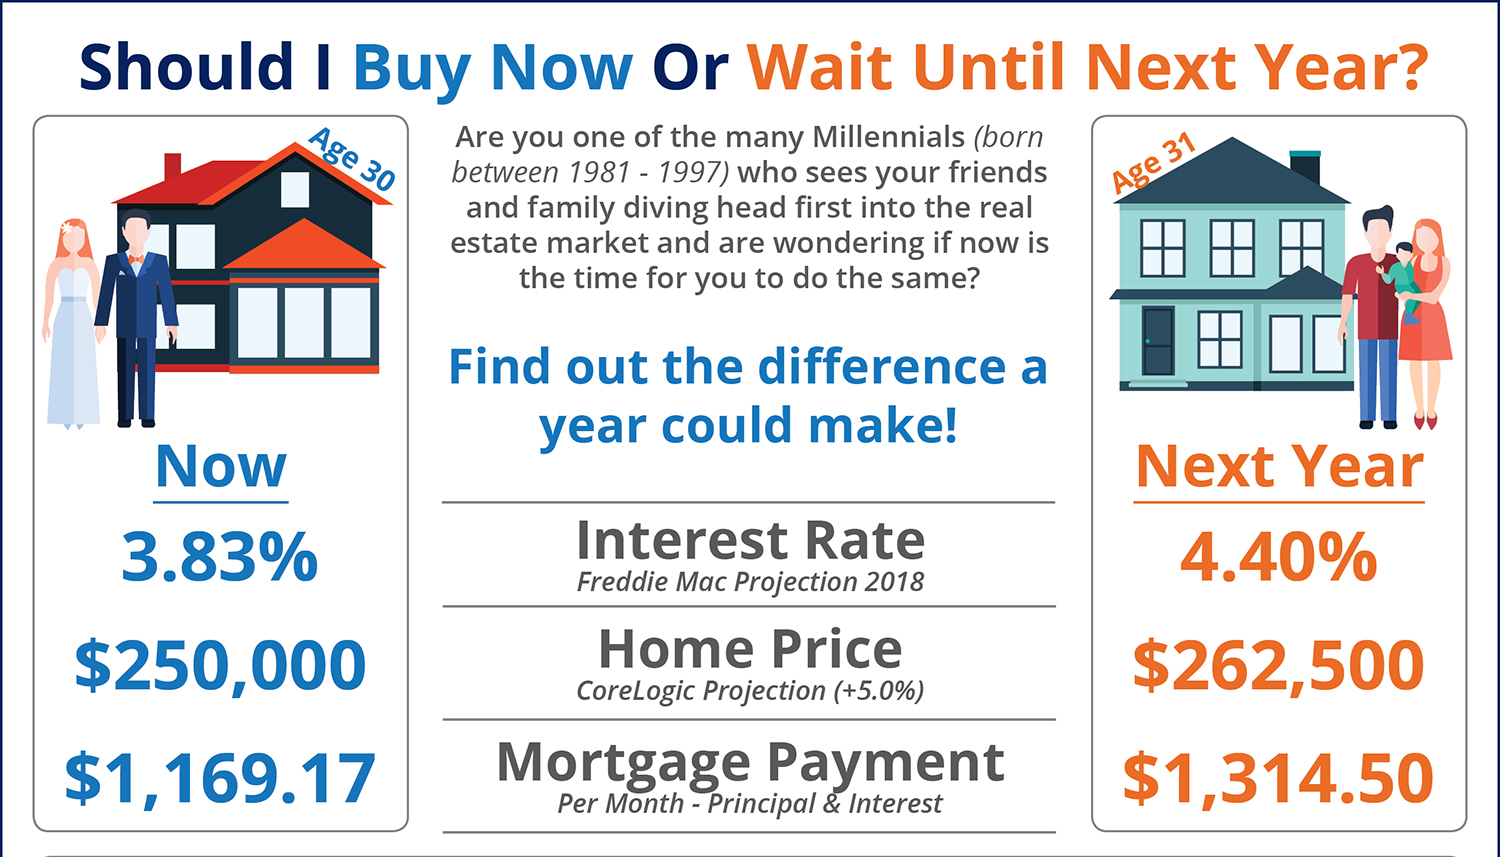 Should I Buy Now Or Wait Until Next Year?
Age 30
Are you one of the many Millennials (born
between 1981 - 1997) who sees your friends
and family diving head first into the real
estate market and are wondering if now is
the time for you to do the same?
Find out the difference a
year could make!
Age 31
Now
Next Year
3.83%
Interest Rate
Freddie Mac Projection 2018
4.40%
$250,000
Home Price
CoreLogic Projection (+5.0%)
$262,500
$1,169.17
Mortgage Payment
Per Month - Principal & Interest
$1,314.50